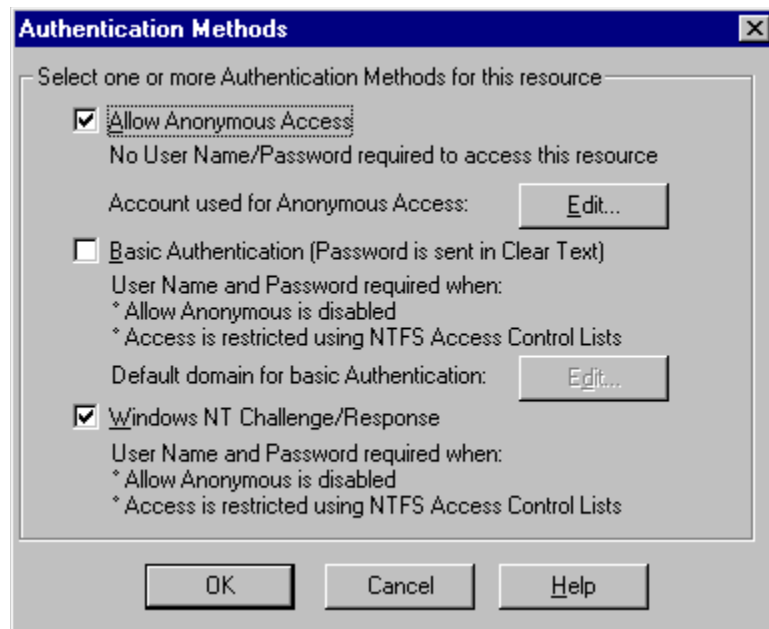 Authentication Methods
Select one or more Authentication Methods for this resource
Allow Anonymous Access
No User Name/Password required to access this resource
Account used for Anonymous Access: Edit...
Basic Authentication (Password is sent in Clear Text)
User Name and Password required when:
* Allow Anonymous is disabled
* Access is restricted using NTFS Access Control Lists
Default domain for basic Authentication: Edit...
Windows NT Challenge/Response
User Name and Password required when:
* Allow Anonymous is disabled
* Access is restricted using NTFS Access Control Lists
OK Cancel Help